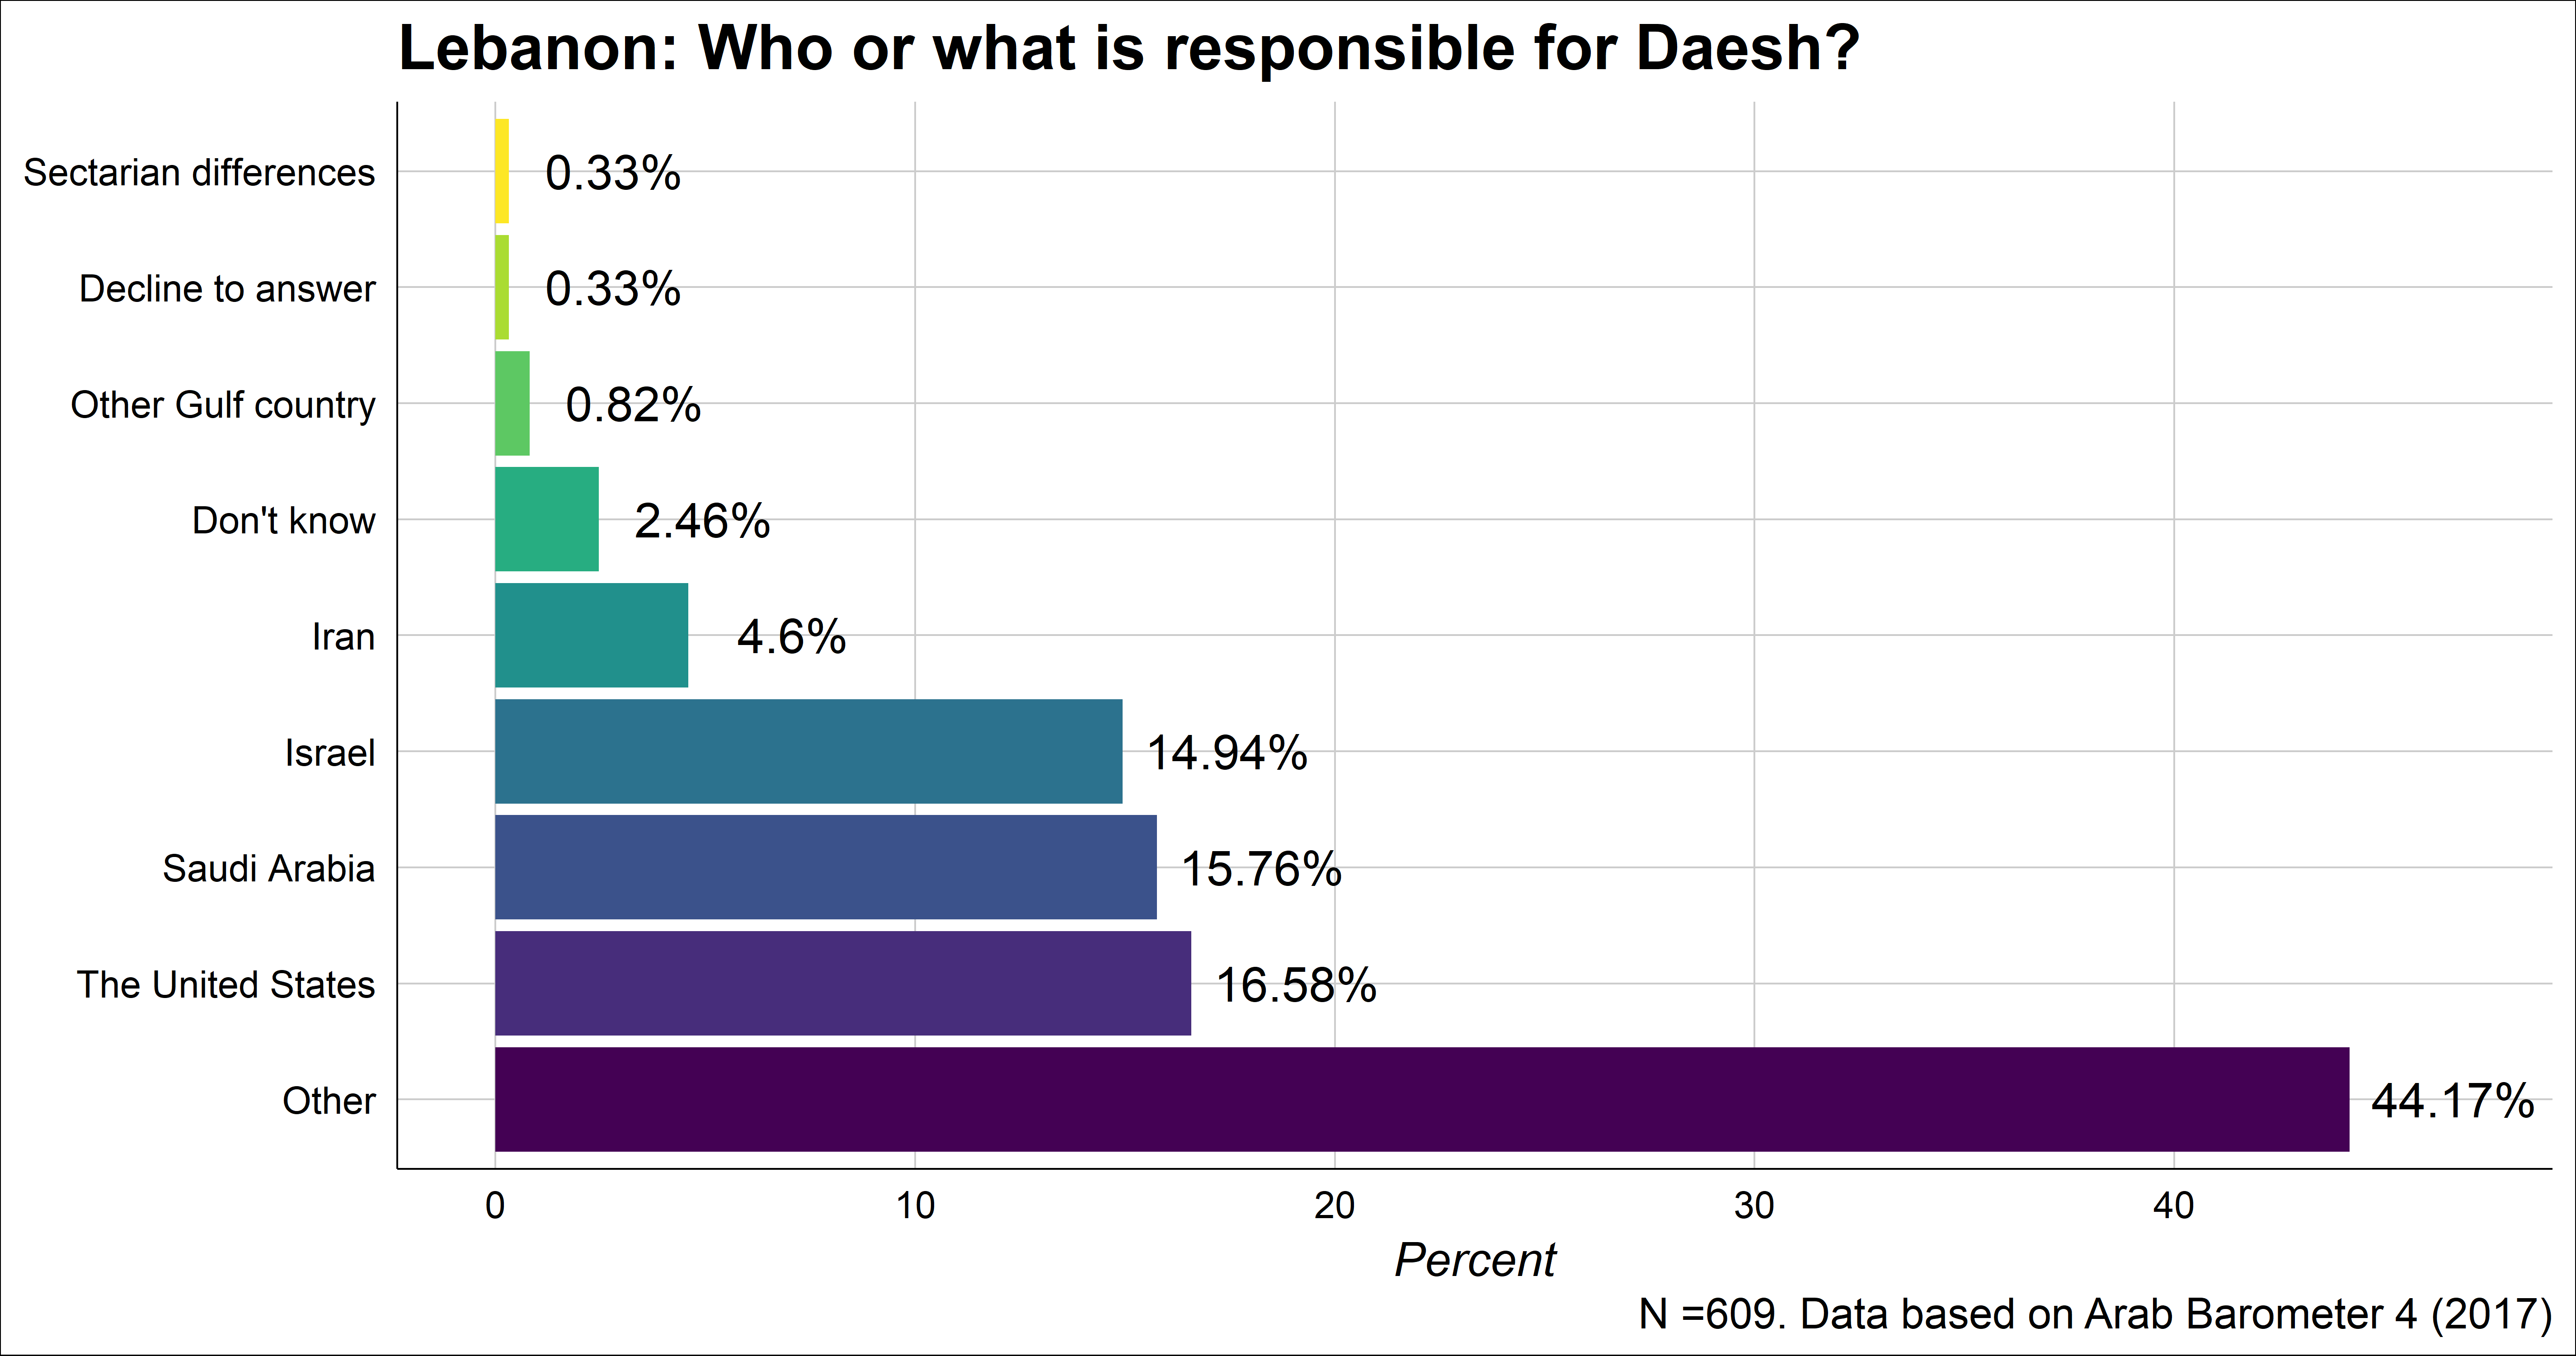 Lebanon: Who or what is responsible for Daesh?
Sectarian differences 0.33%
Decline to answer 0.33%
Other Gulf country 0.82%
Don't know 2.46%
Iran 4.6%
Israel 14.94%
Saudi Arabia 15.76%
The United States 16.58%
Other 44.17%
0 10 20 30 40
Percent
N =609. Data based on Arab Barometer 4 (2017)